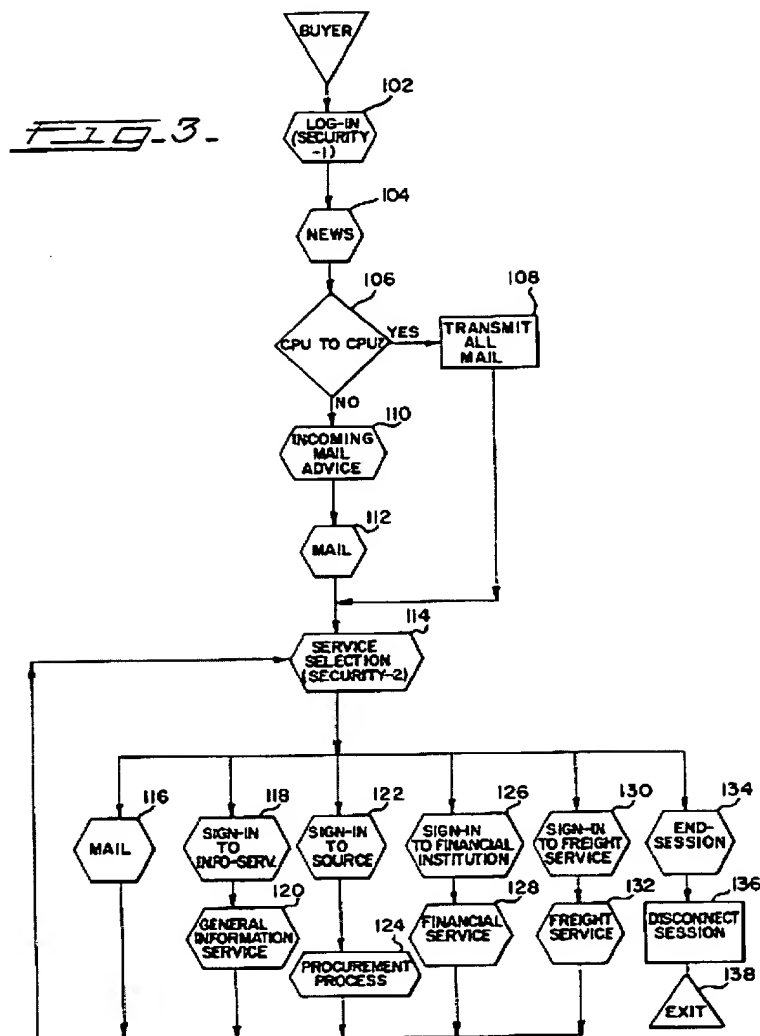 BUYER
Fig. 3.
102
LOG-IN
(SECURITY
-1)
104
NEWS
106
CPU TO CPU?
YES
108
TRANSMIT
ALL
MAIL
NO
110
INCOMING
MAIL
ADVICE
112
MAIL
114
SERVICE
SELECTION
(SECURITY-2)
116
MAIL
118
SIGN-IN
TO
INFO-SERV.
120
GENERAL
INFORMATION
SERVICE
122
SIGN-IN
TO
SOURCE
124
PROCUREMENT
PROCESS
126
SIGN-IN
TO FINANCIAL
INSTITUTION
128
FINANCIAL
SERVICE
130
SIGN-IN
TO FREIGHT
SERVICE
132
FREIGHT
SERVICE
134
END-
SESSION
136
DISCONNECT
SESSION
138
EXIT